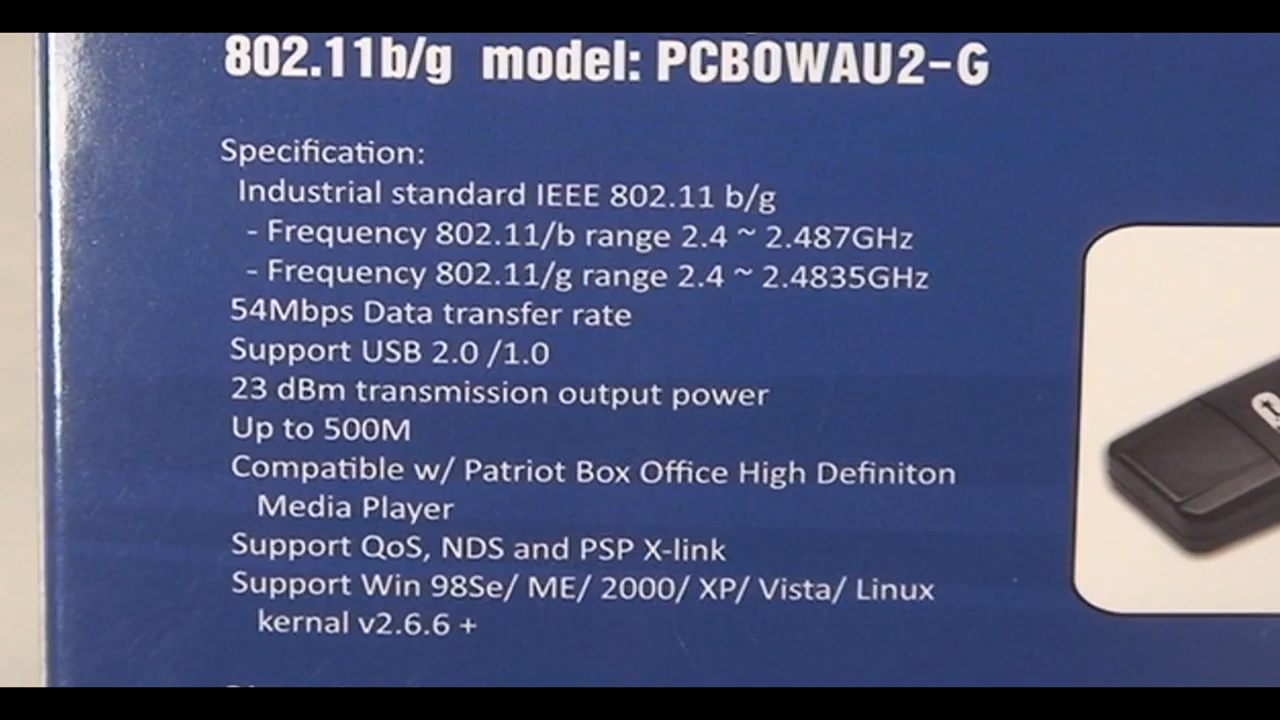 802.11b/g model: PCBOWAU2-G
Specification:
Industrial standard IEEE 802.11 b/g
- Frequency 802.11/b range 2.4 ~ 2.487GHz
- Frequency 802.11/g range 2.4 ~ 2.4835GHz
54Mbps Data transfer rate
Support USB 2.0 /1.0
23 dBm transmission output power
Up to 500M
Compatible w/ Patriot Box Office High Definiton
Media Player
Support QoS, NDS and PSP X-link
Support Win 98Se/ ME/ 2000/ XP/ Vista/ Linux
kernal v2.6.6 +